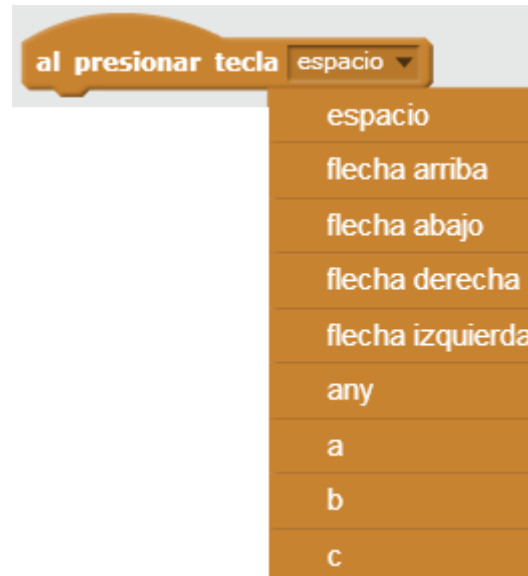 al presionar tecla espacio
espacio
flecha arriba
flecha abajo
flecha derecha
flecha izquierda
any
a
b
c